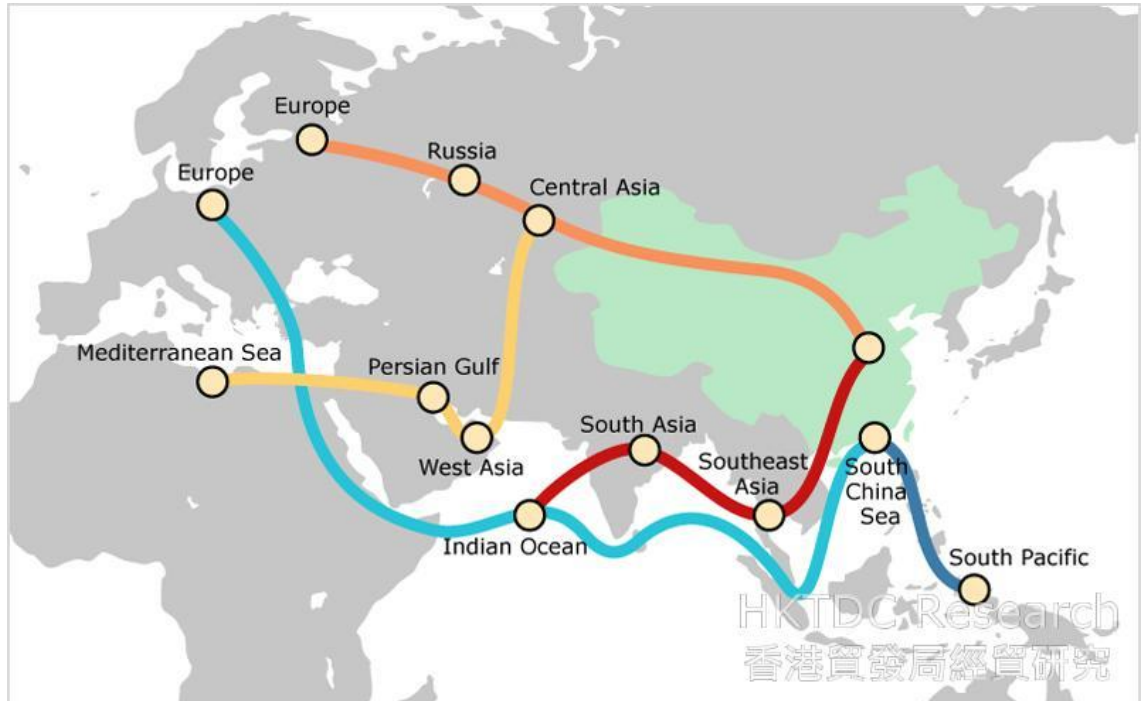 Europe
Russia
Europe
Central Asia
Mediterranean Sea
Persian Gulf
West Asia
South Asia
Southeast
Asia
South
China
Sea
Indian Ocean
South Pacific
HKTDC Research
香港貿發局經貿研究